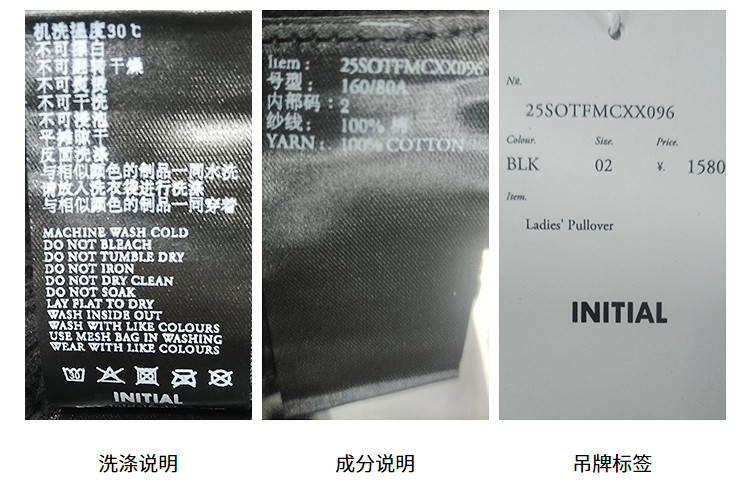 机洗温度30℃
不可漂白
不可翻转干燥
不可熨烫
不可干洗
不可浸泡
平摊晾干
反面洗涤
与相似颜色的制品一同水洗
请放入洗衣袋进行洗涤
与相似颜色的制品一同穿着
MACHINE WASH COLD
DO NOT BLEACH
DO NOT TUMBLE DRY
DO NOT IRON
DO NOT DRY CLEAN
DO NOT SOAK
LAY FLAT TO DRY
WASH INSIDE OUT
WASH WITH LIKE COLOURS
USE MESH BAG IN WASHING
WEAR WITH LIKE COLOURS
30
INITIAL
洗涤说明
Item: 25SOTFMCXX096
号型: 160/80A
内部码: 2
纱线: 100% 棉
YARN: 100% COTTON
成分说明
No.
25SOTFMCXX096
Colour. Size. Price.
BLK 02 ¥. 1580
Item.
Ladies' Pullover
INITIAL
吊牌标签